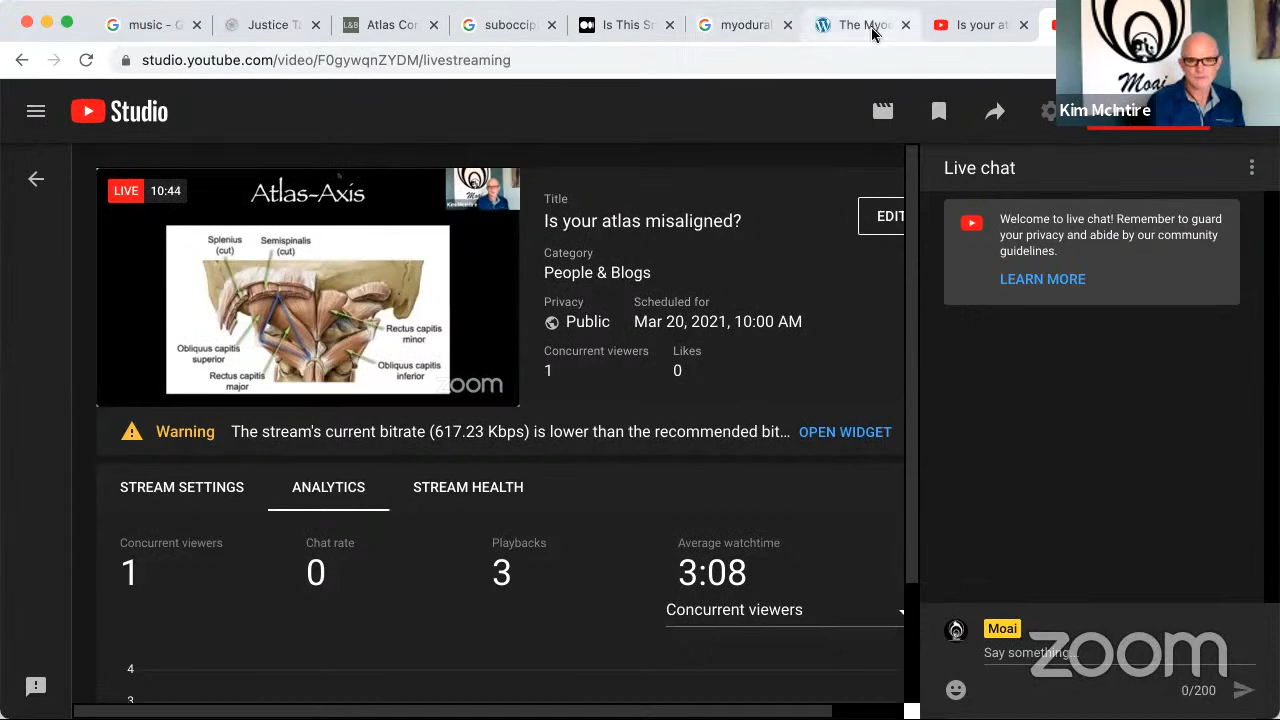 music - G
Justice Ta
Atlas Cor
suboccip
Is This Sr
myodural
The Myo
Is your at
studio.youtube.com/video/F0gywqnZYDM/livestreaming
Moai
Kim McIntire
Studio
LIVE 10:44
Atlas-Axis
Splenius
(cut)
Semispinalis
(cut)
Rectus capitis
minor
Obliquus capitis
superior
Obliquus capitis
inferior
Rectus capitis
major
zoom
Title
Is your atlas misaligned?
EDIT
Category
People & Blogs
Privacy
Public
Scheduled for
Mar 20, 2021, 10:00 AM
Concurrent viewers
1
Likes
0
Warning The stream's current bitrate (617.23 Kbps) is lower than the recommended bit... OPEN WIDGET
STREAM SETTINGS ANALYTICS STREAM HEALTH
Concurrent viewers
1
Chat rate
0
Playbacks
3
Average watchtime
3:08
Concurrent viewers
4
3
Live chat
Welcome to live chat! Remember to guard
your privacy and abide by our community
guidelines.
LEARN MORE
Moai
Say something...
zoom
0/200